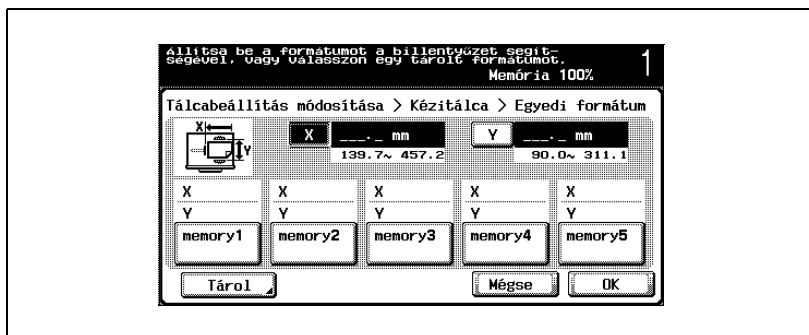 Állítsa be a formátumot a billentyűzet segít-
ségével, vagy válasszon egy tárolt formátumot.
Memória 100% 1
Tálcabeállítás módosítása > Kézitálca > Egyedi formátum
X Y
X ___._ mm Y ___._ mm
139.7~ 457.2 90.0~ 311.1
X X X X X
Y Y Y Y Y
memory1 memory2 memory3 memory4 memory5
Tárol Mégse OK